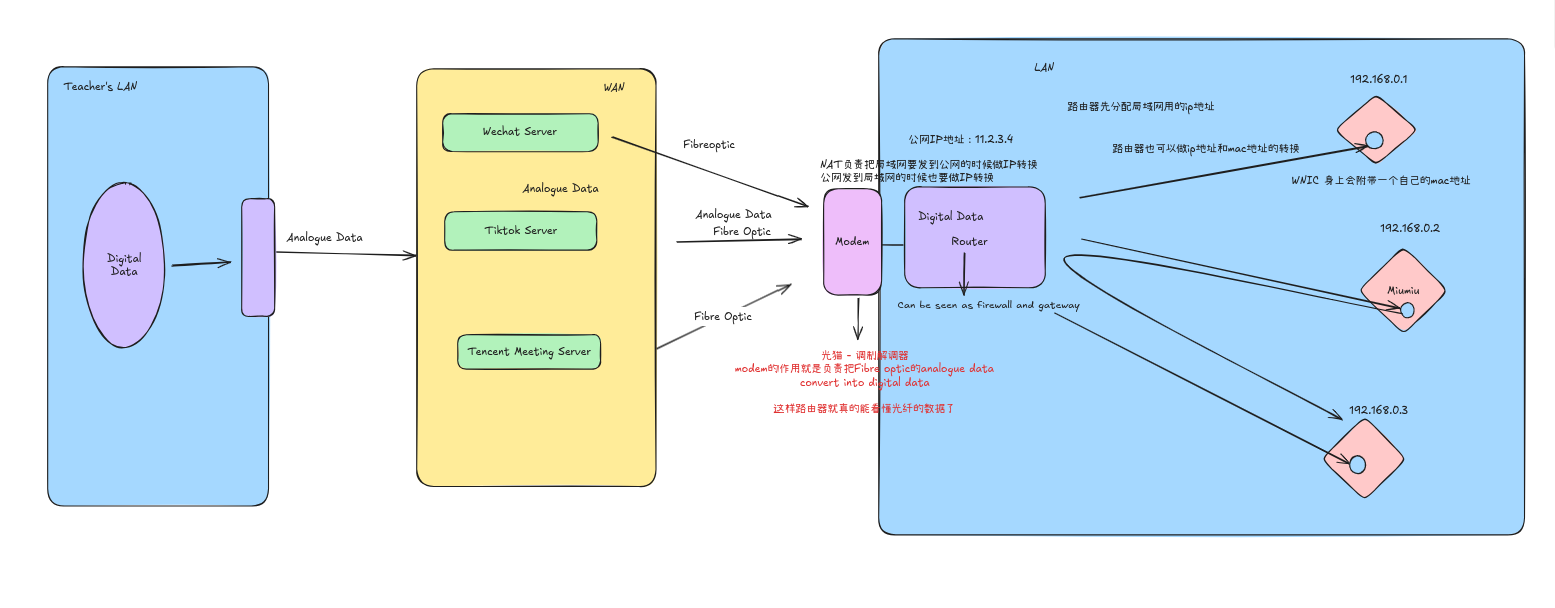 Teacher's LAN
Digital
Data
Analogue Data
WAN
Wechat Server
Analogue Data
Tiktok Server
Tencent Meeting Server
Fibreoptic
Analogue Data
Fibre Optic
Fibre Optic
LAN
路由器先分配局域网用的ip地址
公网IP地址：11.2.3.4
路由器也可以做ip地址和mac地址的转换
NAT负责把局域网要发到公网的时候做IP转换
公网发到局域网的时候也要做IP转换
WNIC 身上会附带一个自己的mac地址
Modem
Digital Data
Router
Can be seen as firewall and gateway
光猫 - 调制解调器
modem的作用就是负责把Fibre optic的analogue data
convert into digital data
这样路由器就真的能看懂光纤的数据了
192.168.0.1
192.168.0.2
Miumiu
192.168.0.3